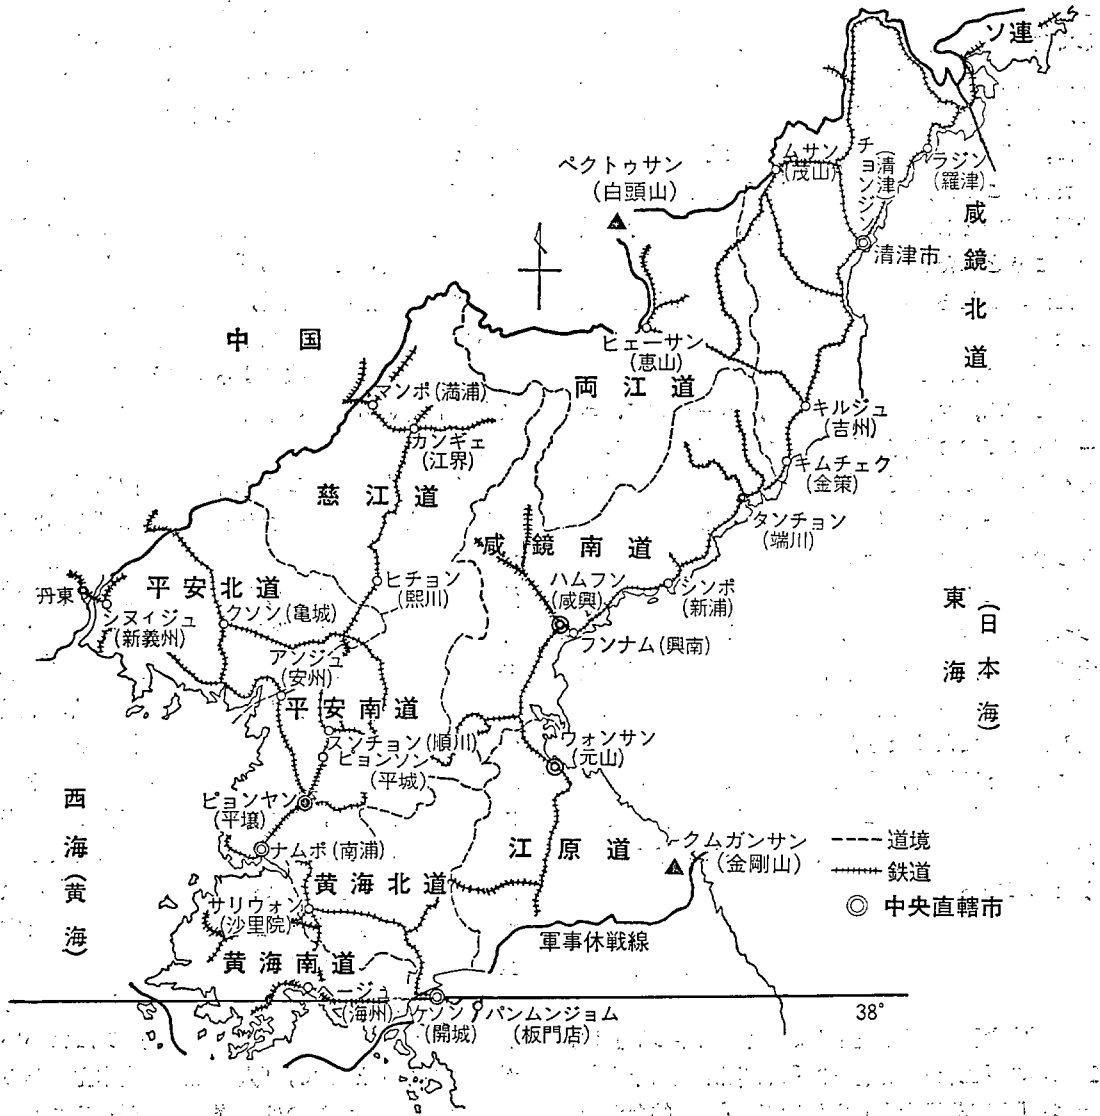 ソ連
ペクトゥサン
(白頭山)
ムサン
(茂山)
チョンジン
(清津)
ラジン
(羅津)
咸鏡北道
清津市
中国
ヒェーサン
(恵山)
両江道
マンポ(満浦)
カンギェ
(江界)
キルジュ
(吉州)
キムチェク
(金策)
慈江道
タンチョン
(端川)
咸鏡南道
平安北道
丹東
シヌィジュ
(新義州)
クソン(亀城)
ヒチョン
(熙川)
ハムフン
(咸興)
シンポ
(新浦)
フンナム(興南)
東海
(日本海)
アンジュ
(安州)
平安南道
スンチョン(順川)
ピョンソン
(平城)
ウォンサン
(元山)
西海(黄海)
ピョンヤン
(平壌)
ナムポ(南浦)
江原道
クムガンサン
(金剛山)
道境
鉄道
中央直轄市
黄海北道
サリウォン
(沙里院)
黄海南道
軍事休戦線
(海州)
ケソン
(開城)
パンムンジョム
(板門店)
38°